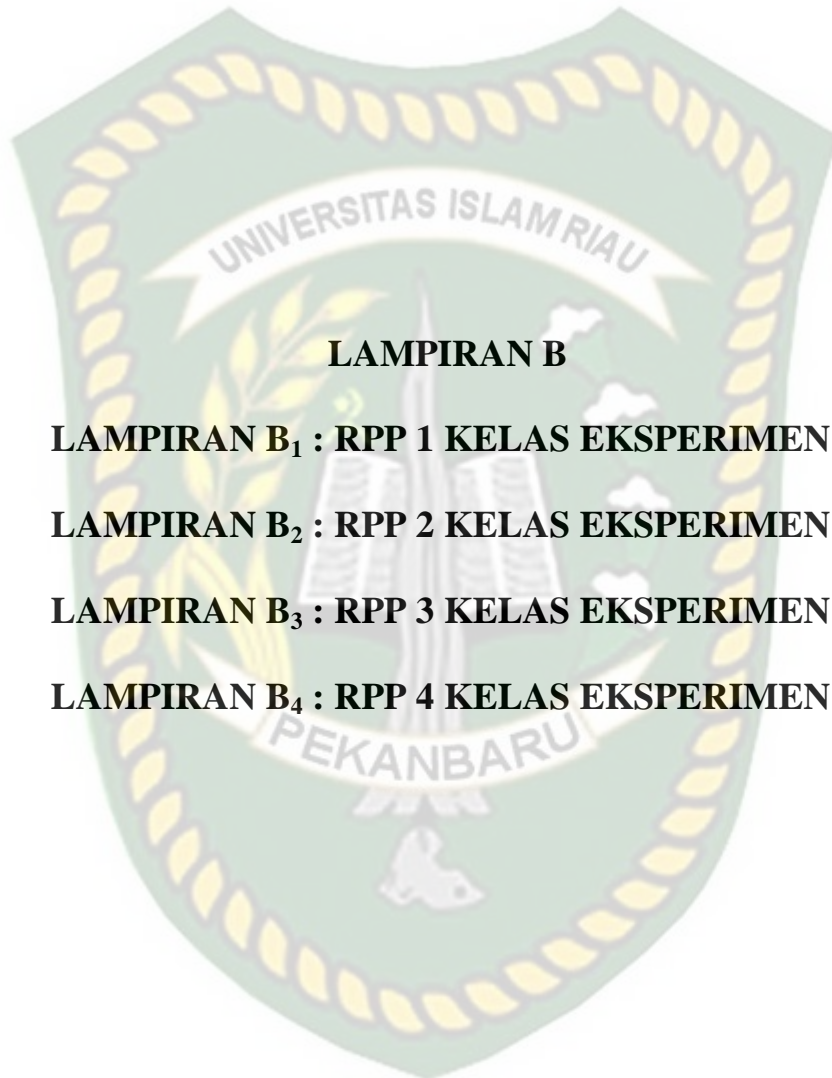 UNIVERSITAS ISLAM RIAU
LAMPIRAN B
LAMPIRAN B₁ : RPP 1 KELAS EKSPERIMEN
LAMPIRAN B₂ : RPP 2 KELAS EKSPERIMEN
LAMPIRAN B₃ : RPP 3 KELAS EKSPERIMEN
LAMPIRAN B₄ : RPP 4 KELAS EKSPERIMEN
PEKANBARU